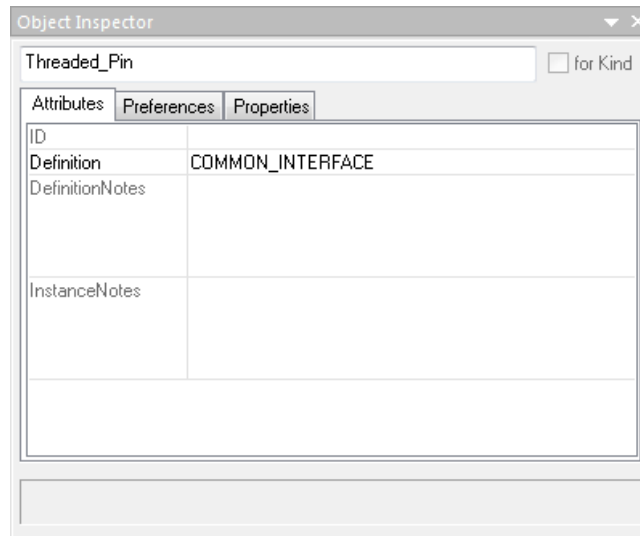 Object Inspector
Threaded_Pin
for Kind
Attributes Preferences Properties
ID
Definition COMMON_INTERFACE
DefinitionNotes
InstanceNotes